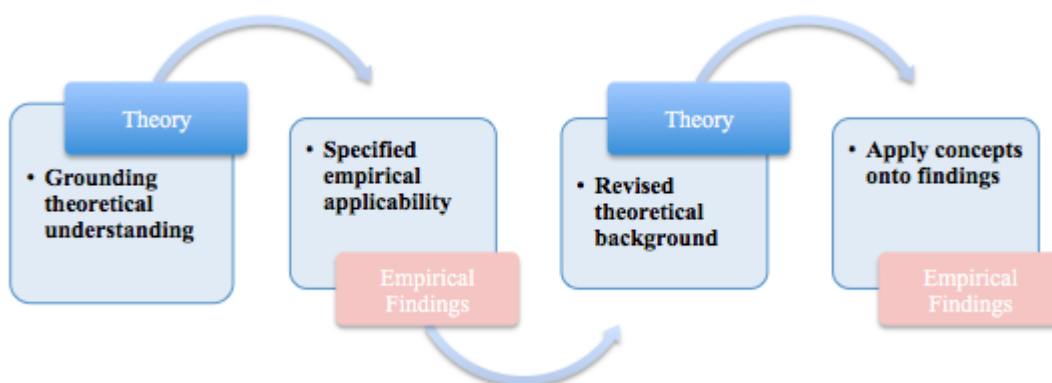 Theory
• Grounding
theoretical
understanding
• Specified
empirical
applicability
Empirical
Findings
Theory
• Revised
theoretical
background
• Apply concepts
onto findings
Empirical
Findings